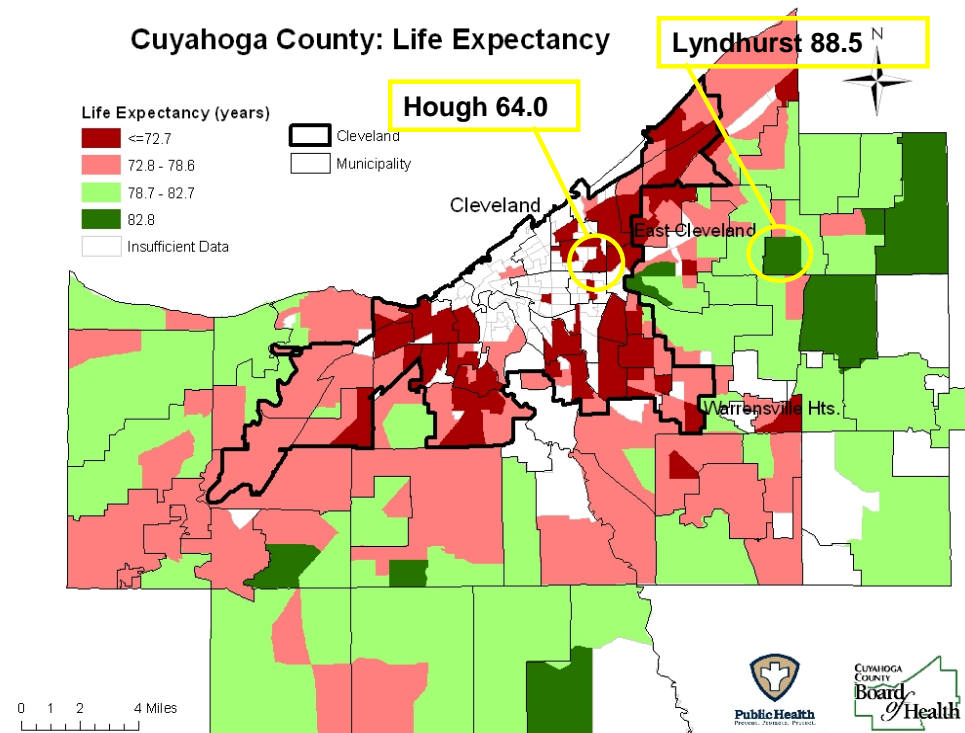 Cuyahoga County: Life Expectancy
Lyndhurst 88.5
N
Hough 64.0
Life Expectancy (years)
<=72.7
72.8 - 78.6
78.7 - 82.7
82.8
Insufficient Data
Cleveland
Municipality
Cleveland
East Cleveland
Warrensville Hts.
0 1 2 4 Miles
Public Health
Prevent. Promote. Protect.
CUYAHOGA
COUNTY
Board
of Health